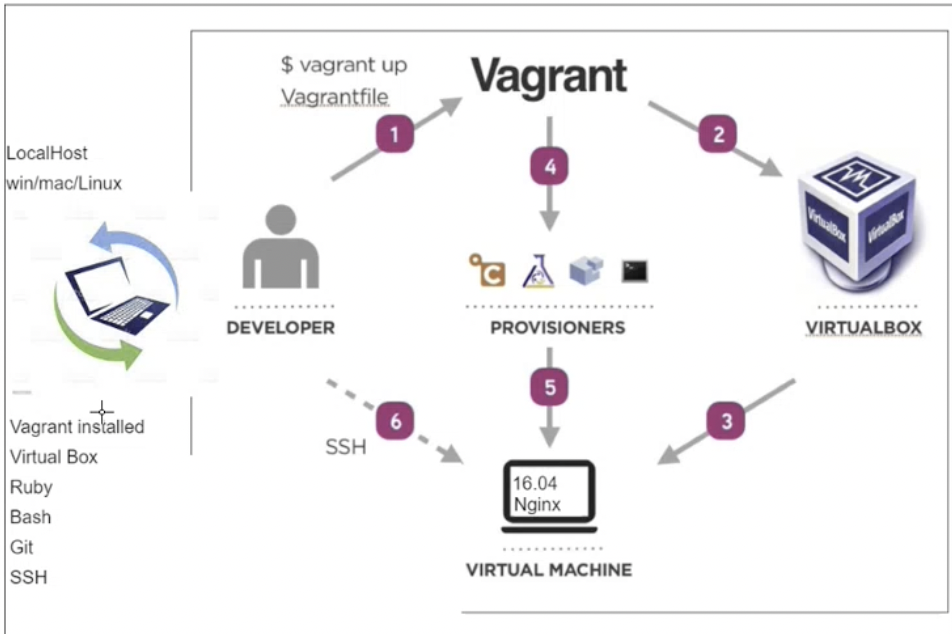 $ vagrant up
Vagrantfile
Vagrant
1
2
4
LocalHost
win/mac/Linux
VirtualBox
VirtualBox
C
DEVELOPER
PROVISIONERS
VIRTUALBOX
5
6
3
SSH
Vagrant installed
Virtual Box
Ruby
Bash
Git
SSH
16.04
Nginx
VIRTUAL MACHINE